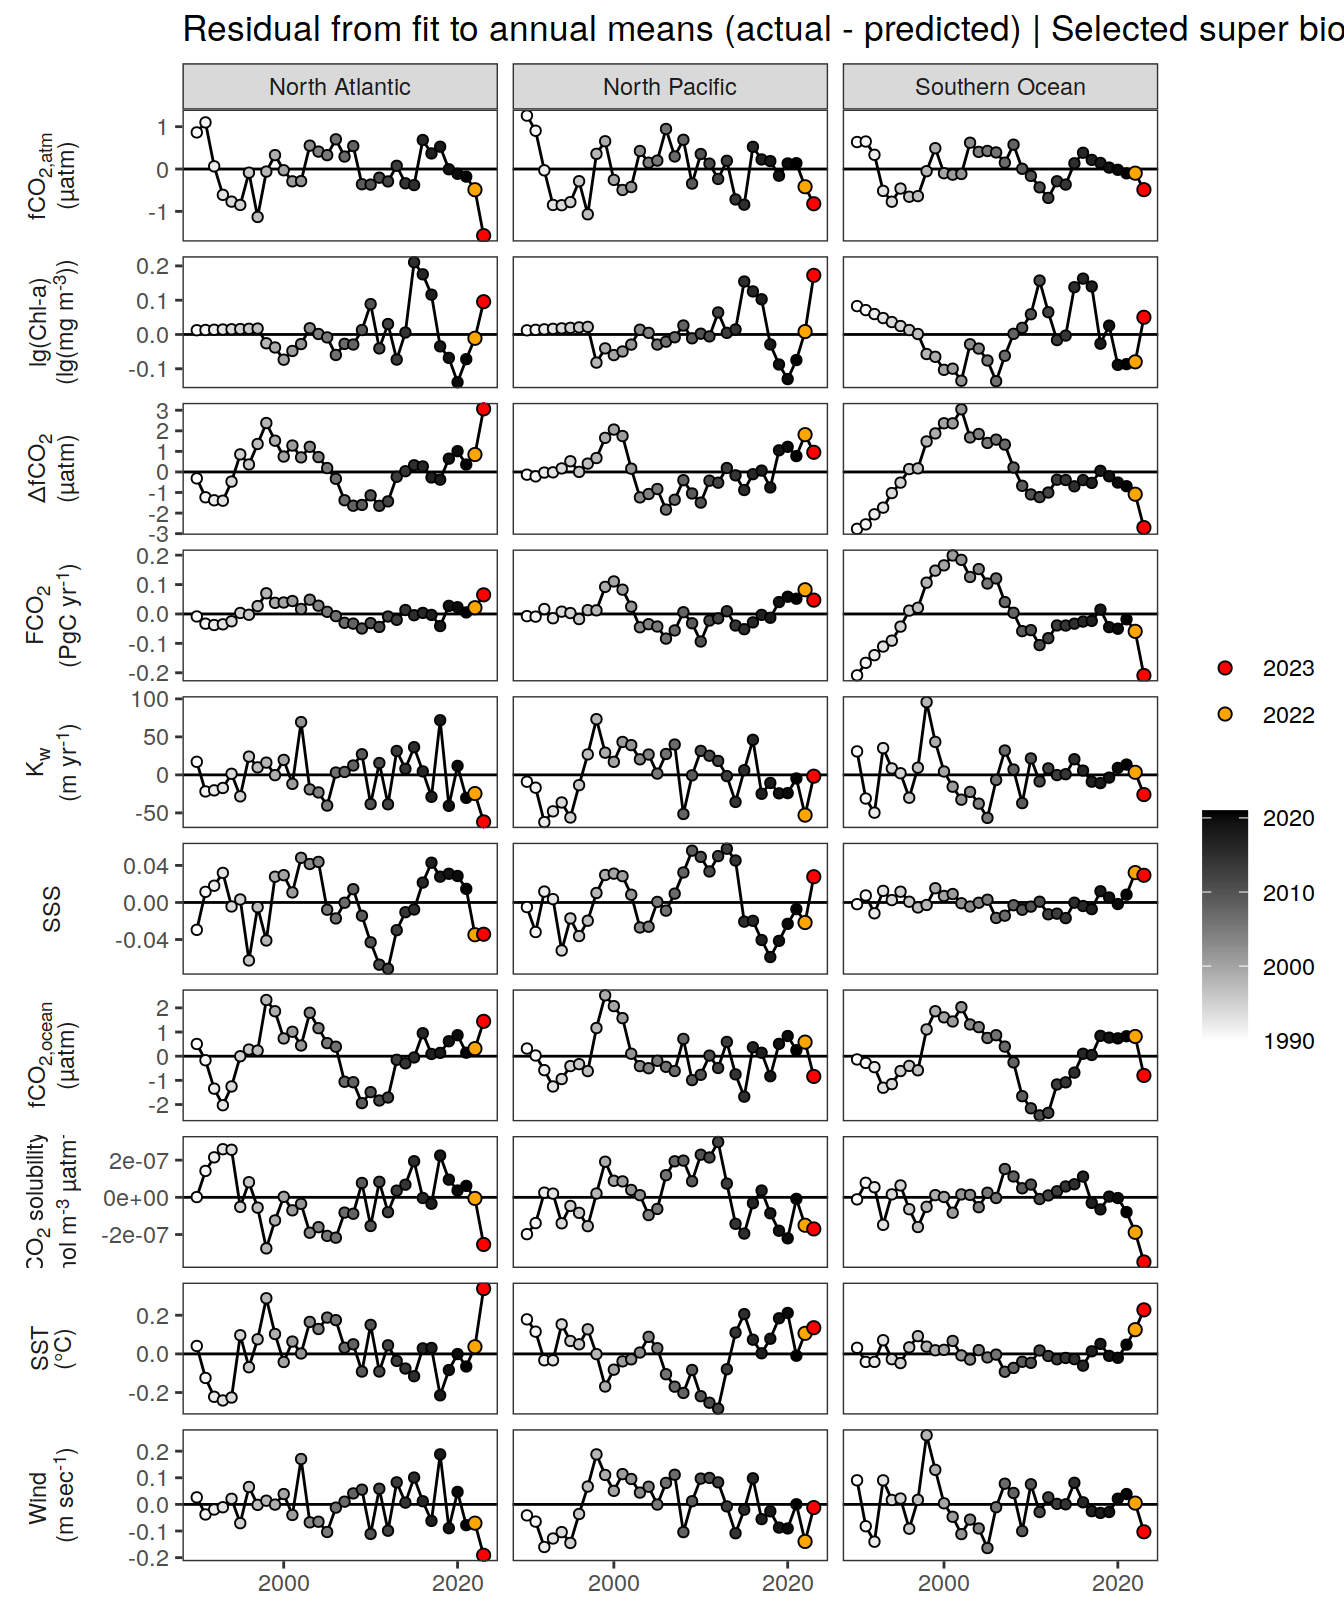 Residual from fit to annual means (actual - predicted) | Selected super bio
North Atlantic
North Pacific
Southern Ocean
fCO2,atm
(µatm)
1
0
-1
lg(Chl-a)
(lg(mg m-3))
0.2
0.1
0.0
-0.1
ΔfCO2
(µatm)
3
2
1
0
-1
-2
-3
FCO2
(PgC yr-1)
0.2
0.1
0.0
-0.1
-0.2
Kw
(m yr-1)
100
50
0
-50
SSS
0.04
0.00
-0.04
fCO2,ocean
(µatm)
2
1
0
-1
-2
CO2 solubility
nol m-3 µatm-
2e-07
0e+00
-2e-07
SST
(°C)
0.2
0.0
-0.2
Wind
(m sec-1)
0.2
0.1
0.0
-0.1
-0.2
2000
2020
2000
2020
2000
2020
2023
2022
2020
2010
2000
1990